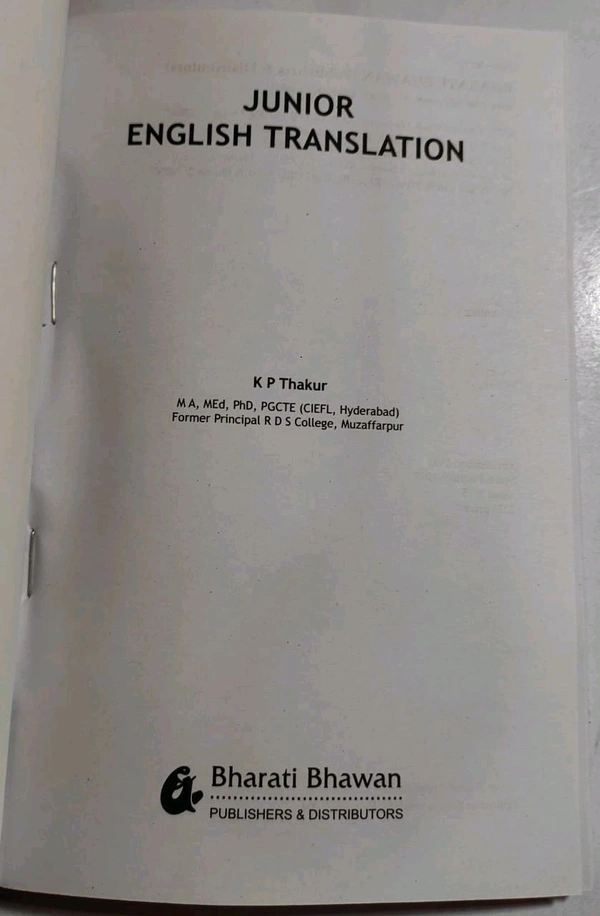 JUNIOR
ENGLISH TRANSLATION
K P Thakur
M A, MEd, PhD, PGCTE (CIEFL, Hyderabad)
Former Principal R D S College, Muzaffarpur
Bharati Bhawan
PUBLISHERS & DISTRIBUTORS